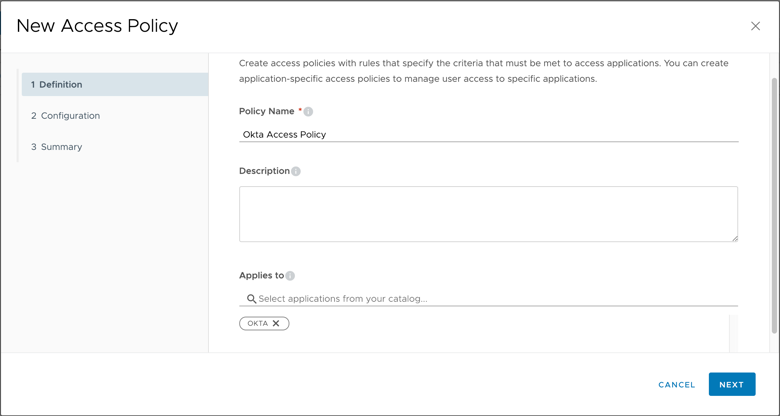 New Access Policy
1 Definition
2 Configuration
3 Summary
Create access policies with rules that specify the criteria that must be met to access applications. You can create
application-specific access policies to manage user access to specific applications.
Policy Name *
Okta Access Policy
Description
Applies to
Select applications from your catalog...
OKTA
CANCEL
NEXT